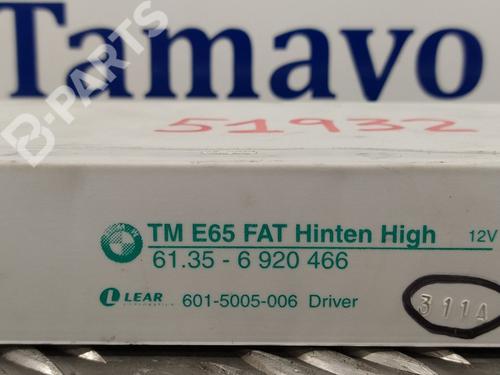 Tamavo
B-PARTS
51932
TM E65 FAT Hinten High 12V
61.35 - 6 920 466
LEAR 601-5005-006 Driver
311A